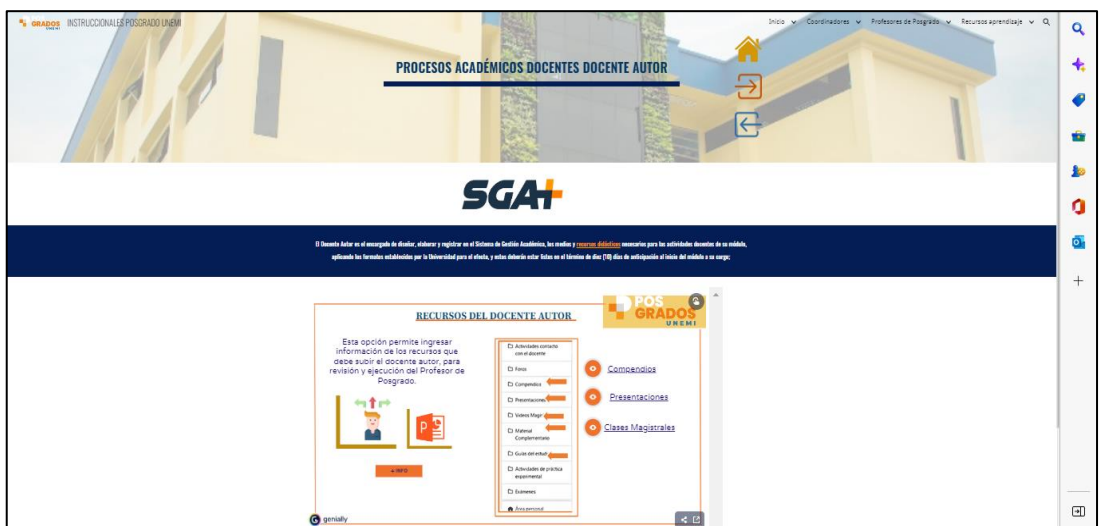 GRADOS
UNEMI
INSTRUCCIONALES POSGRADO UNEMI
Inicio
Coordinadores
Profesores de Posgrado
Recursos aprendizaje
PROCESOS ACADÉMICOS DOCENTES DOCENTE AUTOR
SGA+
El Docente Autor es el encargado de diseñar, elaborar y registrar en el Sistema de Gestión Académica, los medios y recursos didácticos necesarios para las actividades docentes de su módulo,
aplicando los formatos establecidos por la Universidad para el efecto, y estos deberán estar listos en el término de diez (10) días de anticipación al inicio del módulo a su cargo;
RECURSOS DEL DOCENTE AUTOR
POS
GRADOS
UNEMI
Esta opción permite ingresar
información de los recursos que
debe subir el docente autor, para
revisión y ejecución del Profesor de
Posgrado.
+ INFO
Actividades contacto
con el docente
Foros
Compendios
Presentaciones
Videos Magi
Material
Complementario
Guías del estudi
Actividades de práctica
experimental
Exámenes
Área personal
Compendios
Presentaciones
Clases Magistrales
genially